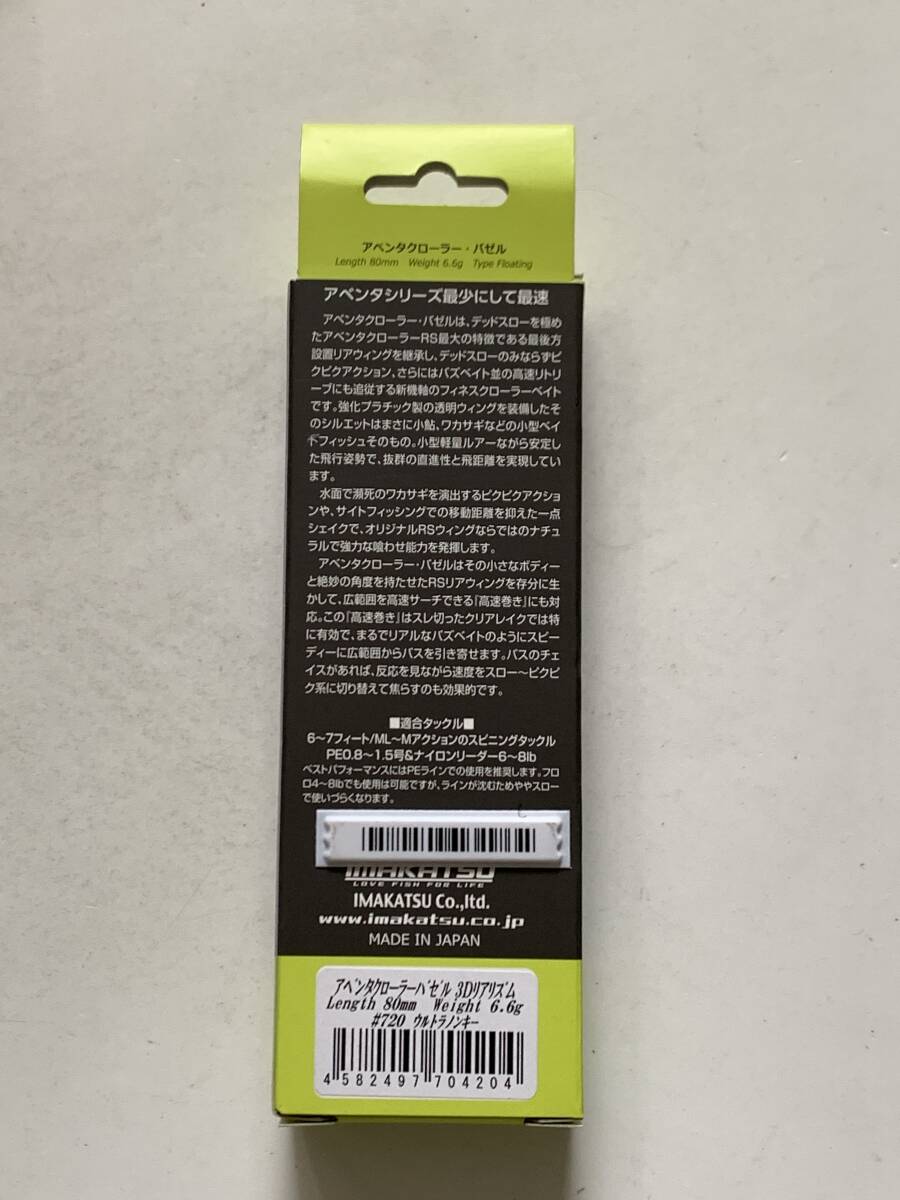 アベンタクローラー・バゼル
Length 80mm Weight 6.6g Type Floating
アベンタシリーズ最少にして最速
アベンタクローラー・バゼルは、デッドスローを極め
たアベンタクローラーRS最大の特徴である最後方
設置リアウィングを継承し、デッドスローのみならずピ
クピクアクション、さらにはバズベイト並の高速リトリ
ーブにも追従する新機軸のフィネスクローラーベイト
です。強化プラチック製の透明ウィングを装備したそ
のシルエットはまさに小鮎、ワカサギなどの小型ベイ
トフィッシュそのもの。小型軽量ルアーながら安定し
た飛行姿勢で、抜群の直進性と飛距離を実現してい
ます。
水面で瀕死のワカサギを演出するピクピクアクショ
ンや、サイトフィッシングでの移動距離を抑えた一点
シェイクで、オリジナルRSウィングならではのナチュ
ラルで強力な喰わせ能力を発揮します。
アベンタクローラー・バゼルはその小さなボディー
と絶妙の角度を持たせたRSリアウィングを存分に生
かして、広範囲を高速サーチできる『高速巻き』にも対
応。この『高速巻き』はスレ切ったクリアレイクでは特
に有効で、まるでリアルなバズベイトのようにスピー
ディーに広範囲からバスを引き寄せます。バスのチェ
イスがあれば、反応を見ながら速度をスロー〜ピクピ
ク系に切り替えて焦らすのも効果的です。
■適合タックル■
6〜7フィート/ML〜Mアクションのスピニングタックル
PE0.8〜1.5号&ナイロンリーダー6〜8lb
ベストパフォーマンスにはPEラインでの使用を推奨します。フロ
ロ4〜8lbでも使用は可能ですが、ラインが沈むためややスロー
で使いづらくなります。
IMAKATSU
LOVE FISH FOR LIFE
IMAKATSU Co.,ltd.
www.imakatsu.co.jp
MADE IN JAPAN
アベンタクローラーバゼル 3Dリアリズム
Length 80mm Weight 6.6g
#720 ウルトラノンキー
4 582497 704204